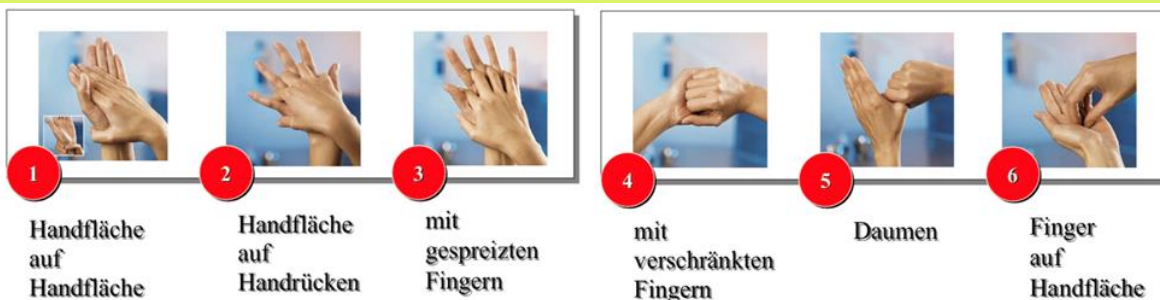 1
Handfläche
auf
Handfläche
2
Handfläche
auf
Handrücken
3
mit
gespreizten
Fingern
4
mit
verschränkten
Fingern
5
Daumen
6
Finger
auf
Handfläche